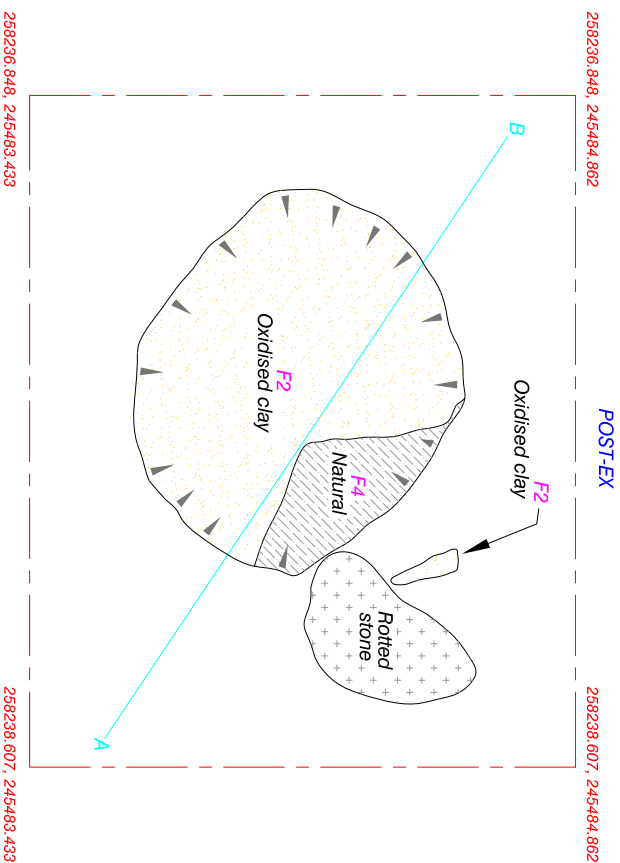 POST-EX
258236.848, 245484.862
258238.607, 245484.862
B
F2
Oxidised clay
F2
Oxidised clay
F4
Natural
Rotted
stone
A
258236.848, 245483.433
258238.607, 245483.433